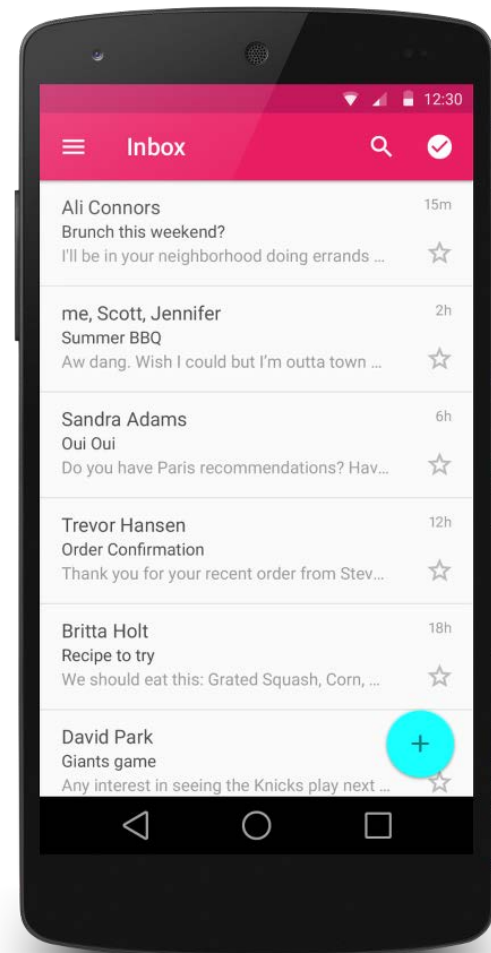 12:30
Inbox
Ali Connors 15m
Brunch this weekend?
I'll be in your neighborhood doing errands ...
me, Scott, Jennifer 2h
Summer BBQ
Aw dang. Wish I could but I'm outta town ...
Sandra Adams 6h
Oui Oui
Do you have Paris recommendations? Hav...
Trevor Hansen 12h
Order Confirmation
Thank you for your recent order from Stev...
Britta Holt 18h
Recipe to try
We should eat this: Grated Squash, Corn, ...
David Park
Giants game
Any interest in seeing the Knicks play next ...